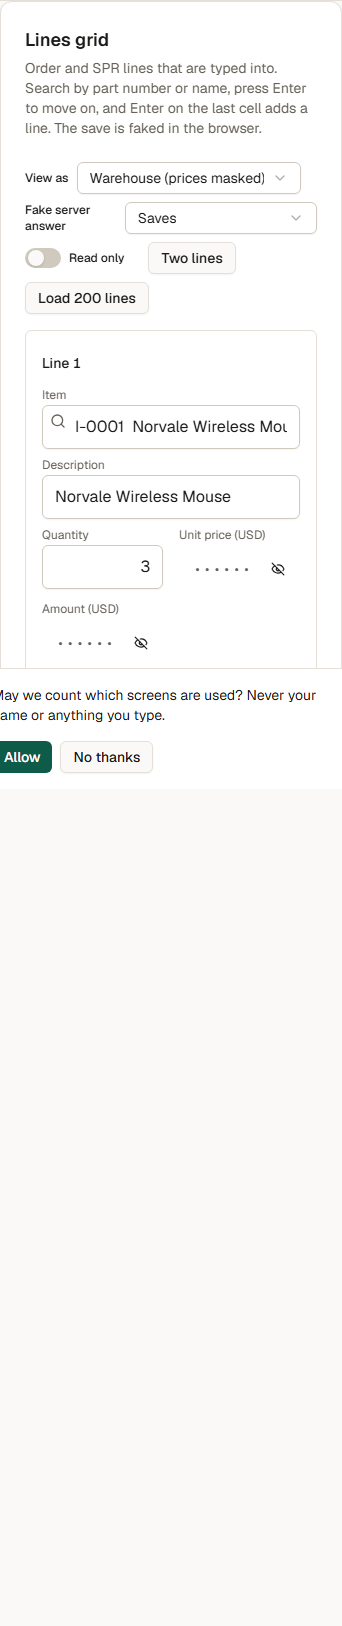 Lines grid
Order and SPR lines that are typed into.
Search by part number or name, press Enter
to move on, and Enter on the last cell adds a
line. The save is faked in the browser.
View as
Warehouse (prices masked)
Fake server
answer
Saves
Read only
Two lines
Load 200 lines
Line 1
Item
I-0001 Norvale Wireless Mou
Description
Norvale Wireless Mouse
Quantity
Unit price (USD)
3
••••••
Amount (USD)
••••••
May we count which screens are used? Never your
ame or anything you type.
Allow
No thanks